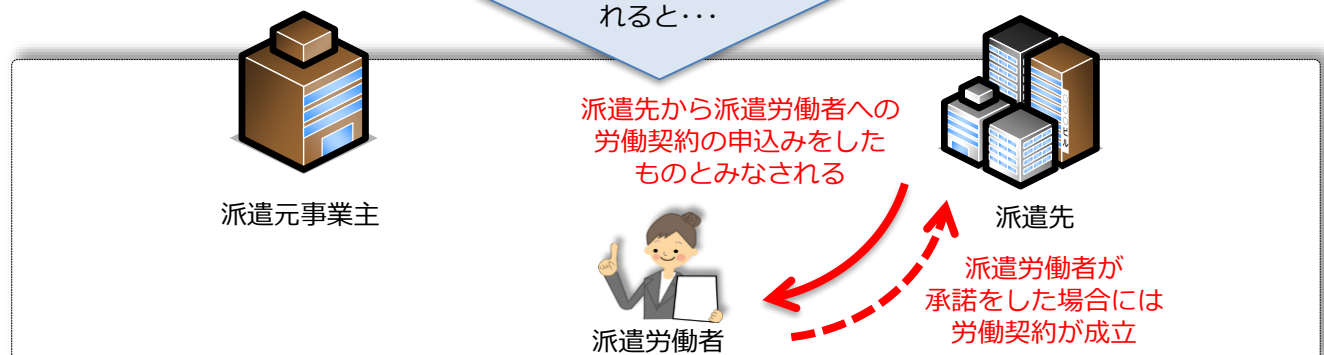 れると･･･
派遣先から派遣労働者への
労働契約の申込みをした
ものとみなされる
派遣元事業主
派遣先
派遣労働者が
承諾をした場合には
労働契約が成立
派遣労働者